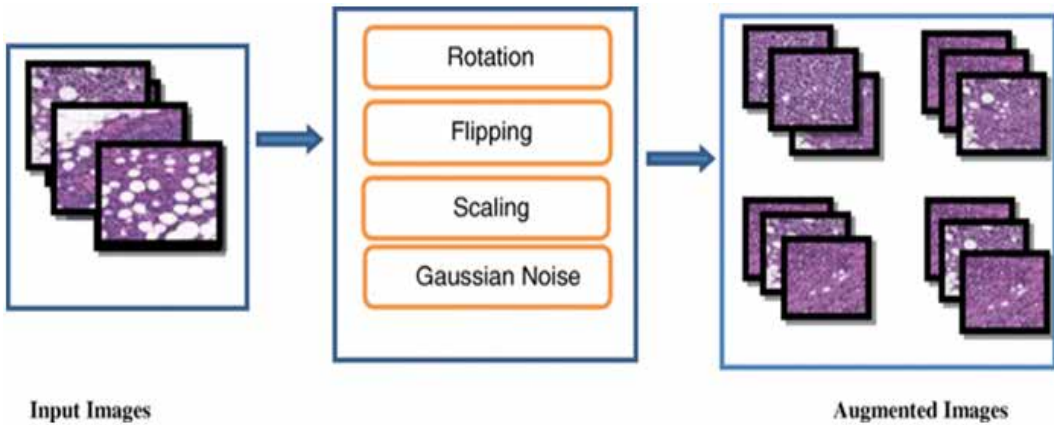 Rotation
Flipping
Scaling
Gaussian Noise
Input Images
Augmented Images